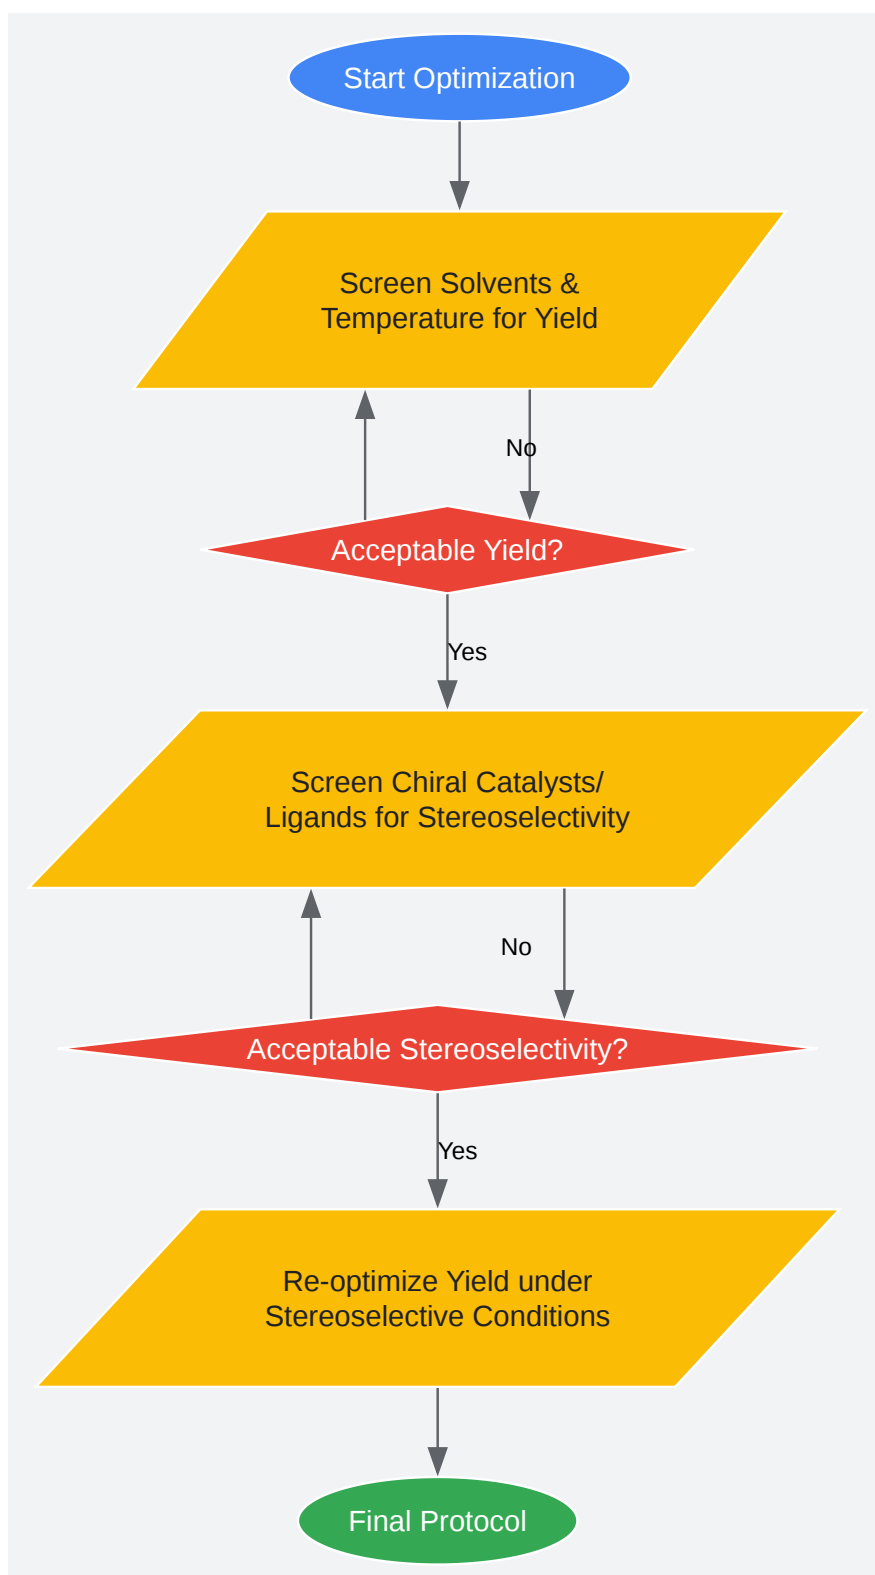 Start Optimization
Screen Solvents &
Temperature for Yield
No
Acceptable Yield?
Yes
Screen Chiral Catalysts/
Ligands for Stereoselectivity
No
Acceptable Stereoselectivity?
Yes
Re-optimize Yield under
Stereoselective Conditions
Final Protocol